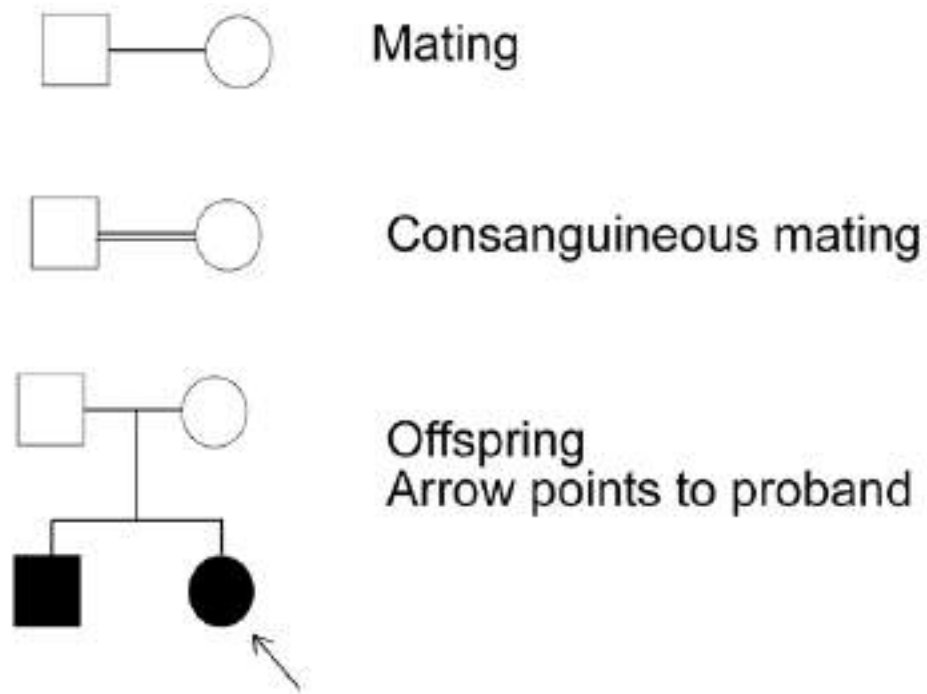 Mating
Consanguineous mating
Offspring
Arrow points to proband